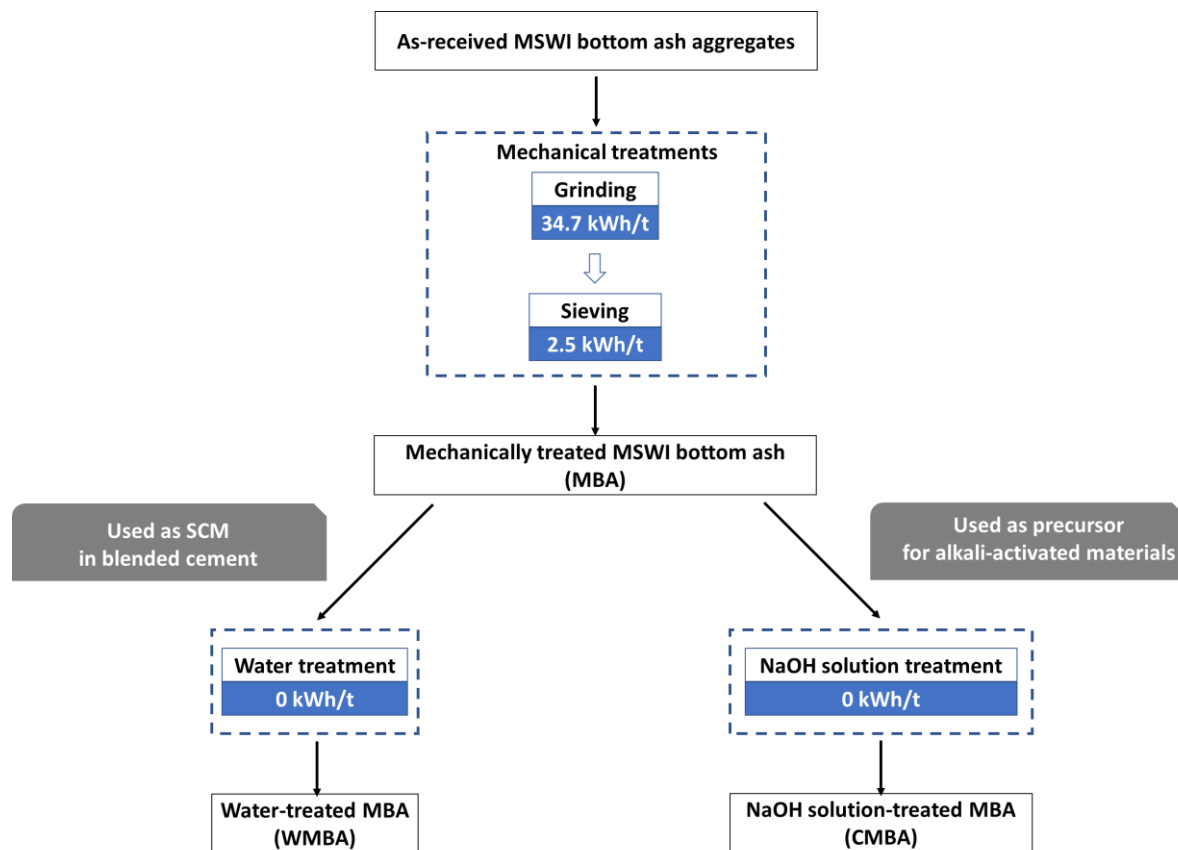 As-received MSWI bottom ash aggregates
Mechanical treatments
Grinding
34.7 kWh/t
Sieving
2.5 kWh/t
Mechanically treated MSWI bottom ash
(MBA)
Used as SCM
in blended cement
Used as precursor
for alkali-activated materials
Water treatment
0 kWh/t
NaOH solution treatment
0 kWh/t
Water-treated MBA
(WMBA)
NaOH solution-treated MBA
(CMBA)